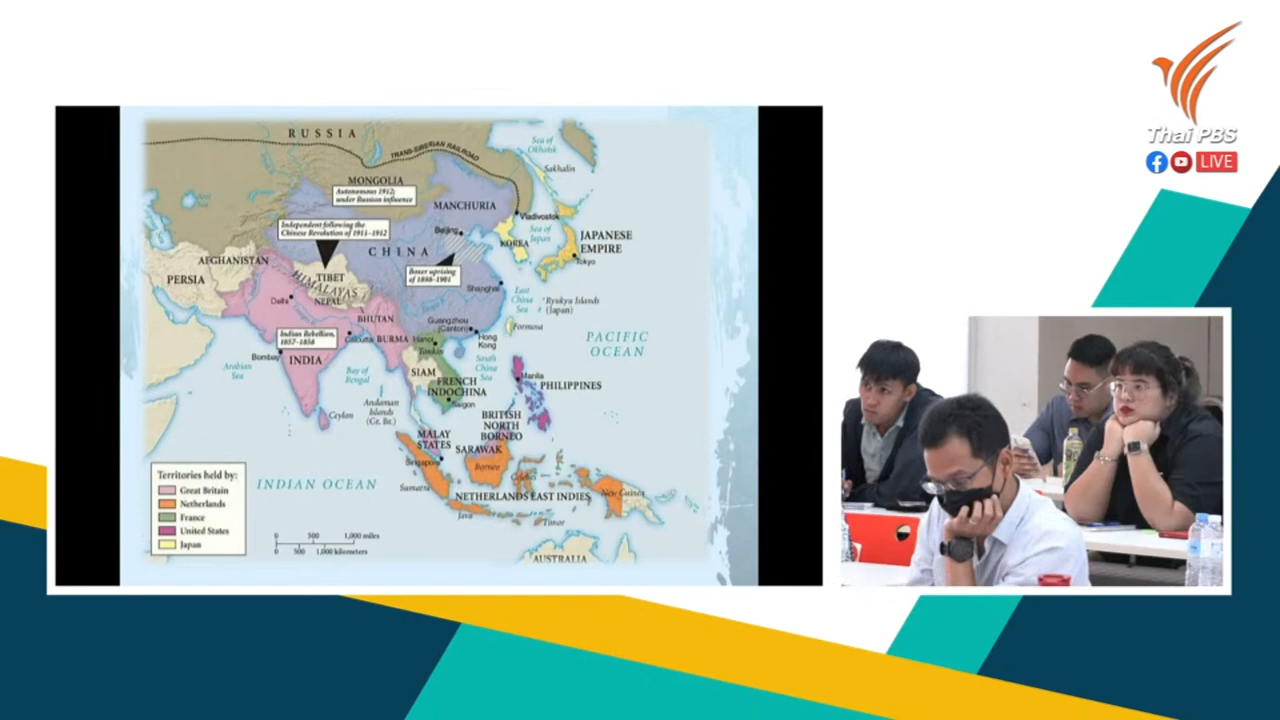 Thai PBS
LIVE
RUSSIA
TRANS-SIBERIAN RAILROAD
Sea of
Okhotsk
Sakhalin
MONGOLIA
Autonomous 1912;
under Russian influence
MANCHURIA
Vladivostok
Independent following the
Chinese Revolution of 1911–1912
Beijing
Sea of
Japan
KOREA
JAPANESE
EMPIRE
Tokyo
CHINA
AFGHANISTAN
PERSIA
TIBET
HIMALAYAS
NEPAL
Boxer uprising
of 1898–1901
Shanghai
East
China
Sea
Ryukyu Islands
(Japan)
Delhi
BHUTAN
Guangzhou
(Canton)
Hong
Kong
Formosa
PACIFIC
OCEAN
Indian Rebellion,
1857–1858
Calcutta
BURMA
Hanoi
Tonkin
Bombay
INDIA
Arabian
Sea
Bay of
Bengal
SIAM
South
China
Sea
Manila
FRENCH
INDOCHINA
PHILIPPINES
Saigon
Andaman
Islands
(Gr. Br.)
Ceylon
BRITISH
NORTH
BORNEO
MALAY
STATES
SARAWAK
Singapore
Borneo
Celebes
Sumatra
INDIAN OCEAN
NETHERLANDS EAST INDIES
New Guinea
Java
Timor
AUSTRALIA
Territories held by:
Great Britain
Netherlands
France
United States
Japan
0 500 1,000 miles
0 500 1,000 kilometers